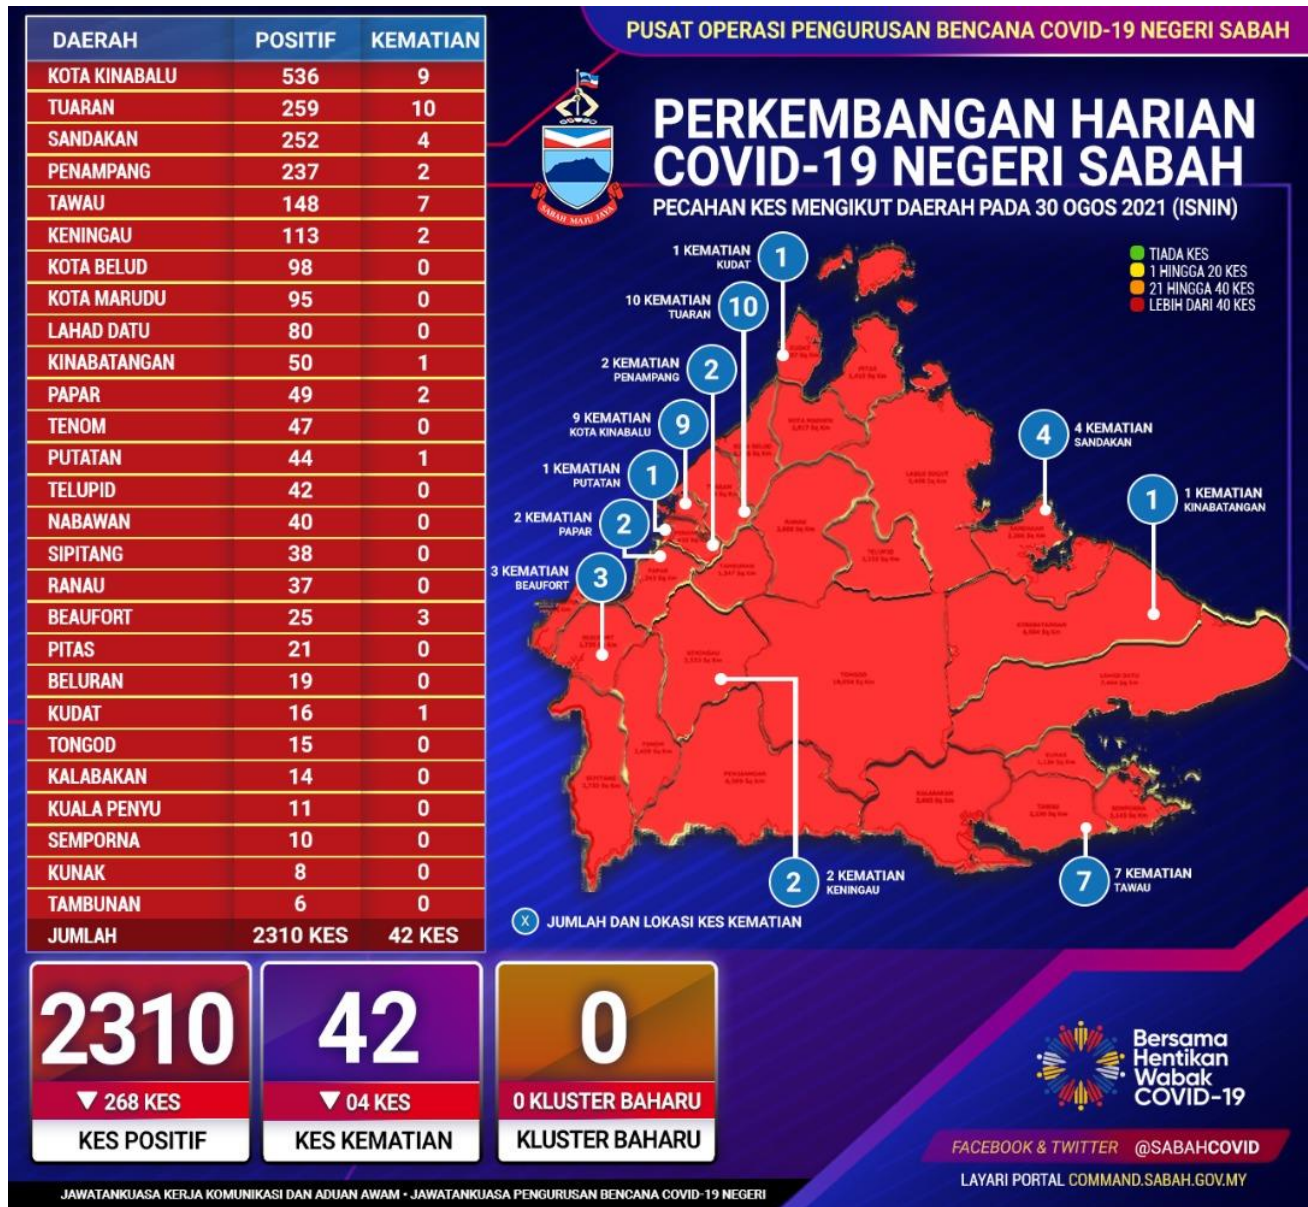 DAERAH POSITIF KEMATIAN
KOTA KINABALU 536 9
TUARAN 259 10
SANDAKAN 252 4
PENAMPANG 237 2
TAWAU 148 7
KENINGAU 113 2
KOTA BELUD 98 0
KOTA MARUDU 95 0
LAHAD DATU 80 0
KINABATANGAN 50 1
PAPAR 49 2
TENOM 47 0
PUTATAN 44 1
TELUPID 42 0
NABAWAN 40 0
SIPITANG 38 0
RANAU 37 0
BEAUFORT 25 3
PITAS 21 0
BELURAN 19 0
KUDAT 16 1
TONGOD 15 0
KALABAKAN 14 0
KUALA PENYU 11 0
SEMPORNA 10 0
KUNAK 8 0
TAMBUNAN 6 0
JUMLAH 2310 KES 42 KES
PUSAT OPERASI PENGURUSAN BENCANA COVID-19 NEGERI SABAH
SABAH MAJU JAYA
PERKEMBANGAN HARIAN
COVID-19 NEGERI SABAH
PECAHAN KES MENGIKUT DAERAH PADA 30 OGOS 2021 (ISNIN)
TIADA KES
1 HINGGA 20 KES
21 HINGGA 40 KES
LEBIH DARI 40 KES
1 KEMATIAN
KUDAT
1
10 KEMATIAN
TUARAN
10
2 KEMATIAN
PENAMPANG
2
9 KEMATIAN
KOTA KINABALU
9
1 KEMATIAN
PUTATAN
1
2 KEMATIAN
PAPAR
2
3 KEMATIAN
BEAUFORT
3
4
4 KEMATIAN
SANDAKAN
1
1 KEMATIAN
KINABATANGAN
2
2 KEMATIAN
KENINGAU
7
7 KEMATIAN
TAWAU
X JUMLAH DAN LOKASI KES KEMATIAN
2310
▼ 268 KES
KES POSITIF
42
▼ 04 KES
KES KEMATIAN
0
0 KLUSTER BAHARU
KLUSTER BAHARU
Bersama
Hentikan
Wabak
COVID-19
FACEBOOK & TWITTER @SABAHCOVID
LAYARI PORTAL COMMAND.SABAH.GOV.MY
JAWATANKUASA KERJA KOMUNIKASI DAN ADUAN AWAM • JAWATANKUASA PENGURUSAN BENCANA COVID-19 NEGERI